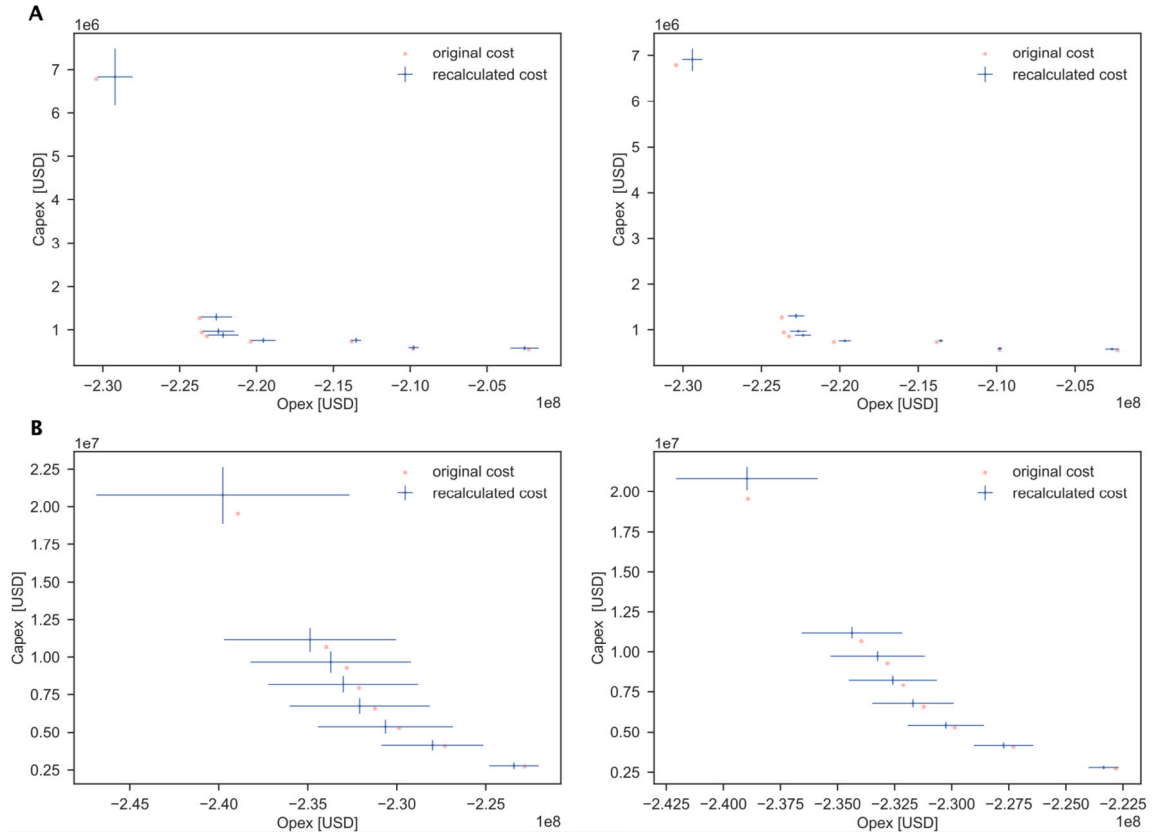 A
1e6
7
6
5
4
3
2
1
Capex [USD]
original cost
recalculated cost
−2.30 −2.25 −2.20 −2.15 −2.10 −2.05
Opex [USD]
1e8
1e6
7
6
5
4
3
2
1
Capex [USD]
original cost
recalculated cost
−2.30 −2.25 −2.20 −2.15 −2.10 −2.05
Opex [USD]
1e8
B
1e7
2.25
2.00
1.75
1.50
1.25
1.00
0.75
0.50
0.25
Capex [USD]
original cost
recalculated cost
−2.45 −2.40 −2.35 −2.30 −2.25
Opex [USD]
1e8
1e7
2.00
1.75
1.50
1.25
1.00
0.75
0.50
0.25
Capex [USD]
original cost
recalculated cost
−2.425 −2.400 −2.375 −2.350 −2.325 −2.300 −2.275 −2.250 −2.225
Opex [USD]
1e8